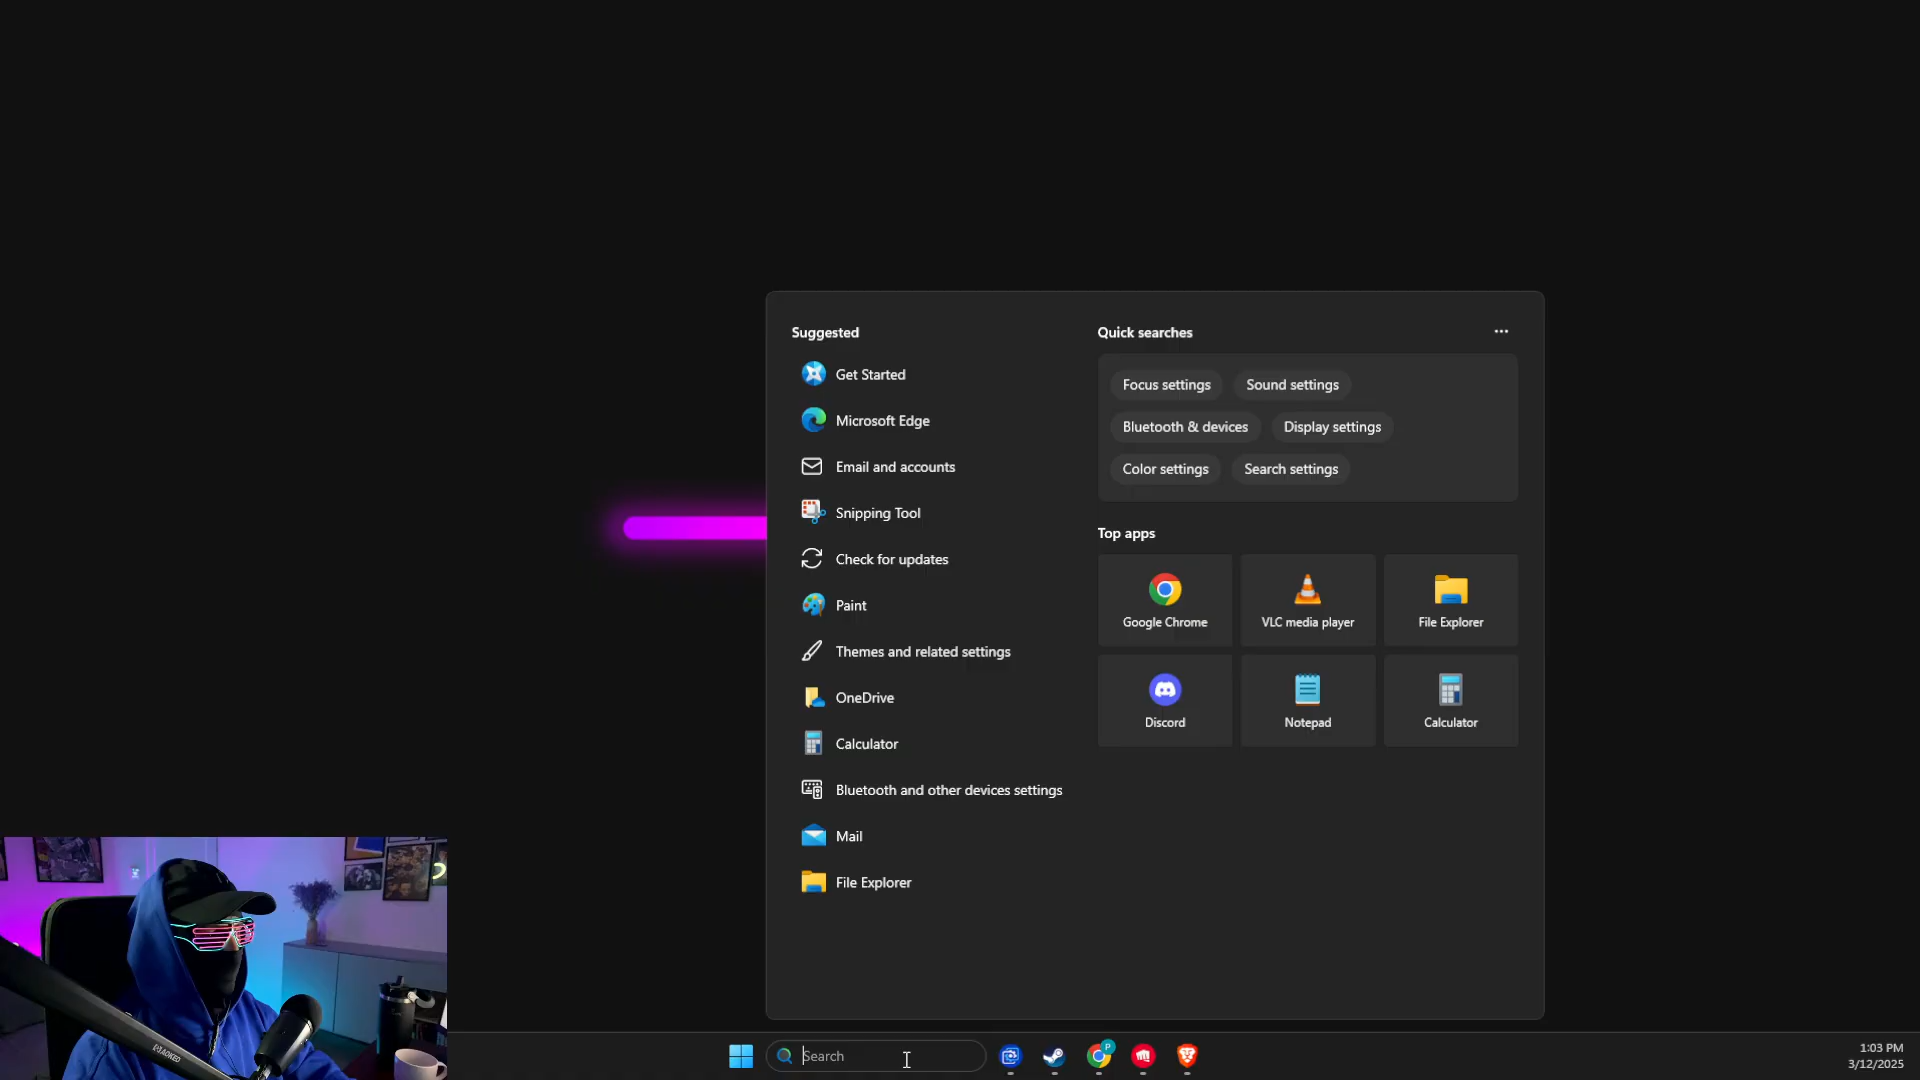 Suggested
Get Started
Microsoft Edge
Email and accounts
Snipping Tool
Check for updates
Paint
Themes and related settings
OneDrive
Calculator
Bluetooth and other devices settings
Mail
File Explorer
Quick searches
Focus settings
Sound settings
Bluetooth & devices
Display settings
Color settings
Search settings
Top apps
Google Chrome
VLC media player
File Explorer
Discord
Notepad
Calculator
MAONO
Search
P
1:03 PM
3/12/2025